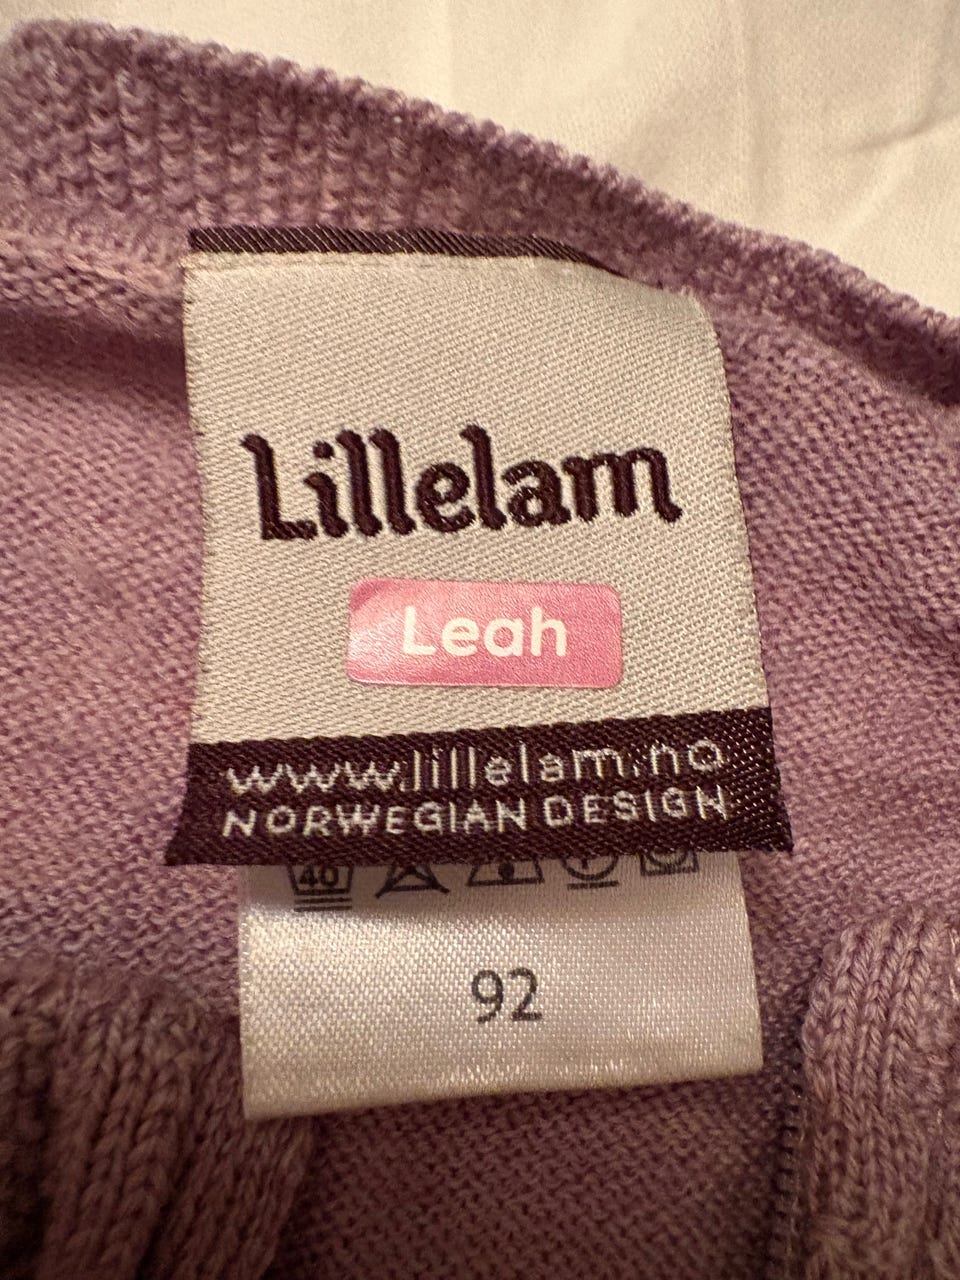 Lillelam
Leah
www.lillelam.no
NORWEGIAN DESIGN
40
92